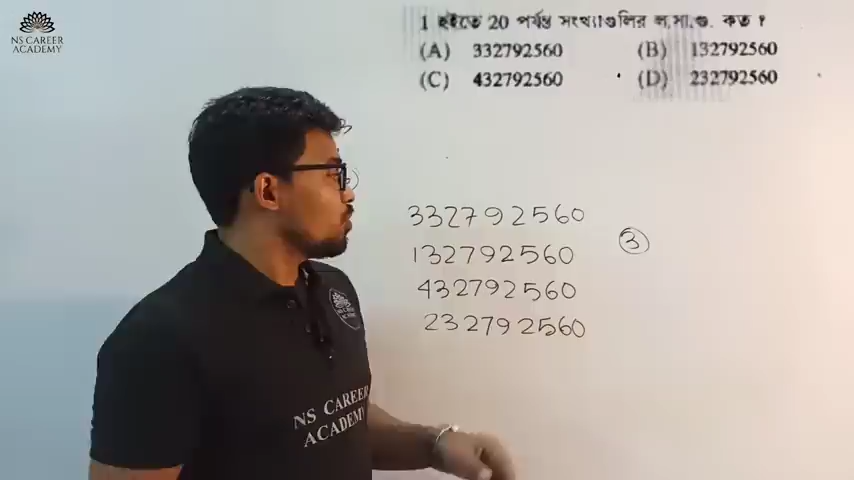 NS CAREER
ACADEMY
1 হইতে 20 পর্যন্ত সংখ্যাগুলির ল.সা.গু. কত ?
(A) 332792560 (B) 132792560
(C) 432792560 (D) 232792560
332792560
132792560
3
432792560
232792560
NS CAREER
ACADEMY